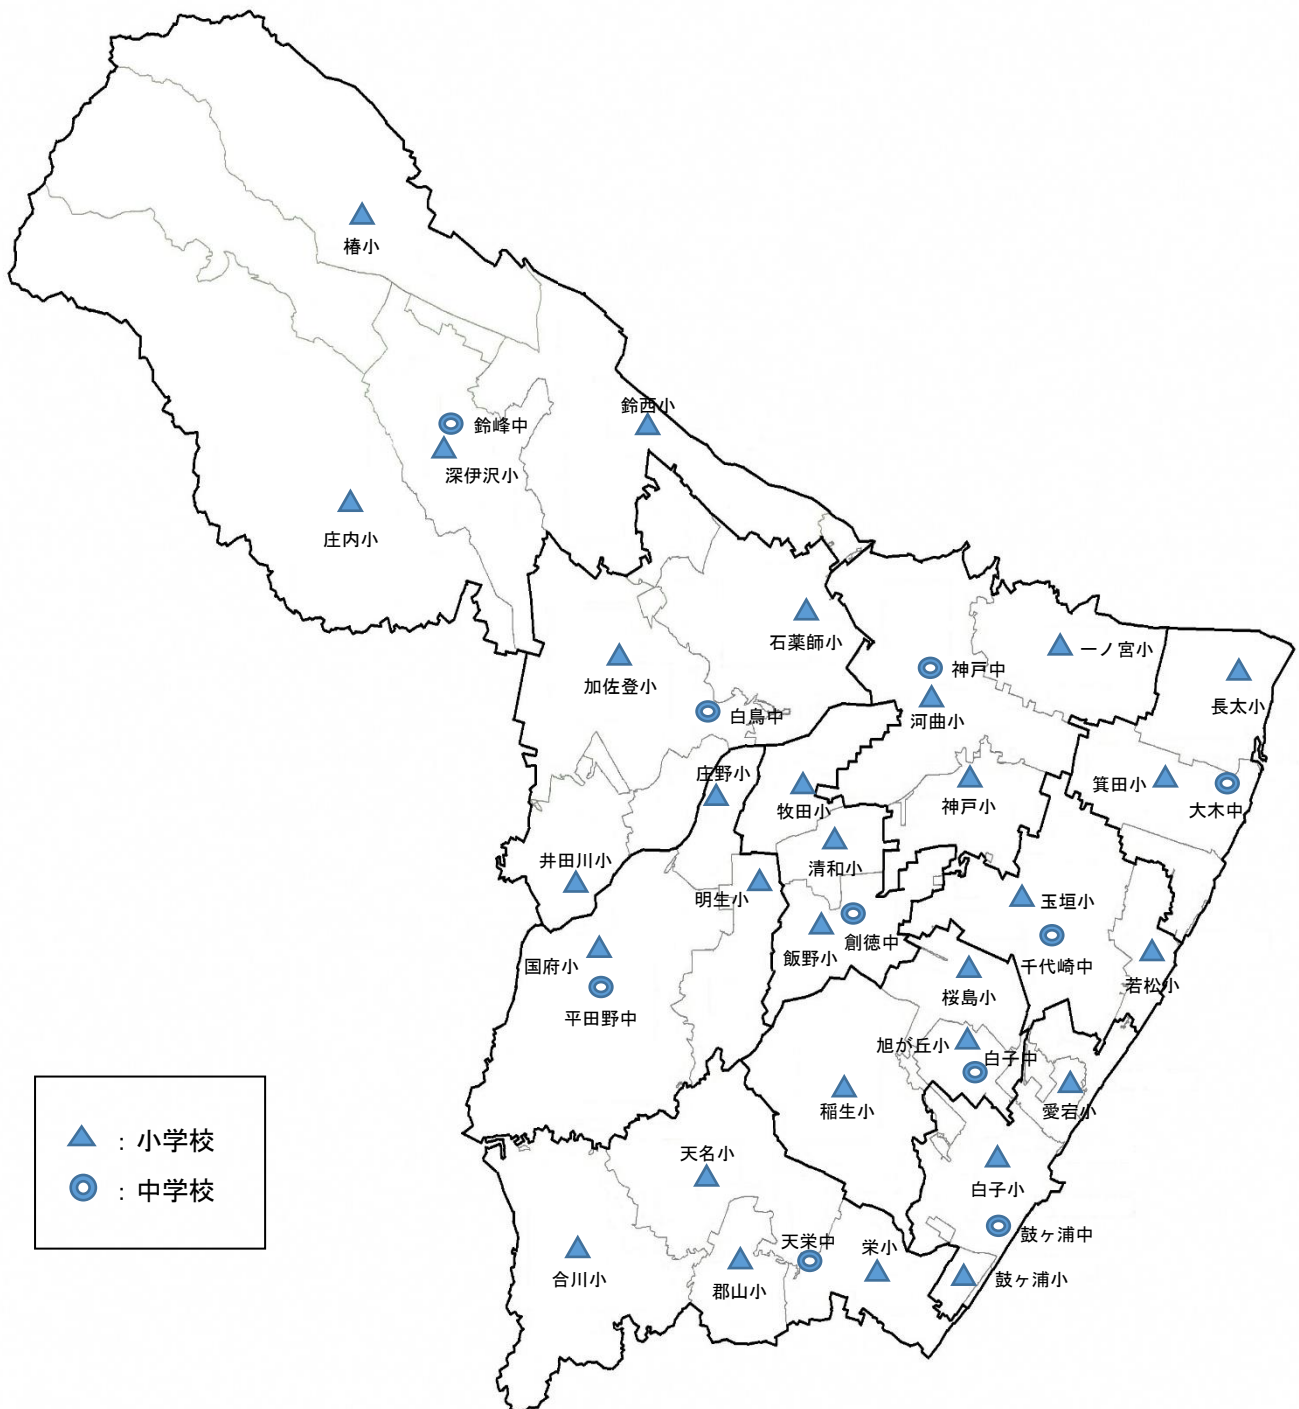 椿小
鈴西小
鈴峰中
深伊沢小
庄内小
石薬師小
一ノ宮小
神戸中
加佐登小
長太小
白鳥中
河曲小
庄野小
箕田小
神戸小
牧田小
大木中
井田川小
清和小
明生小
玉垣小
創徳中
飯野小
国府小
千代崎中
若松小
桜島小
平田野中
旭が丘小
白子中
稲生小
愛宕小
：小学校
天名小
：中学校
白子小
鼓ヶ浦中
天栄中
栄小
合川小
郡山小
鼓ヶ浦小